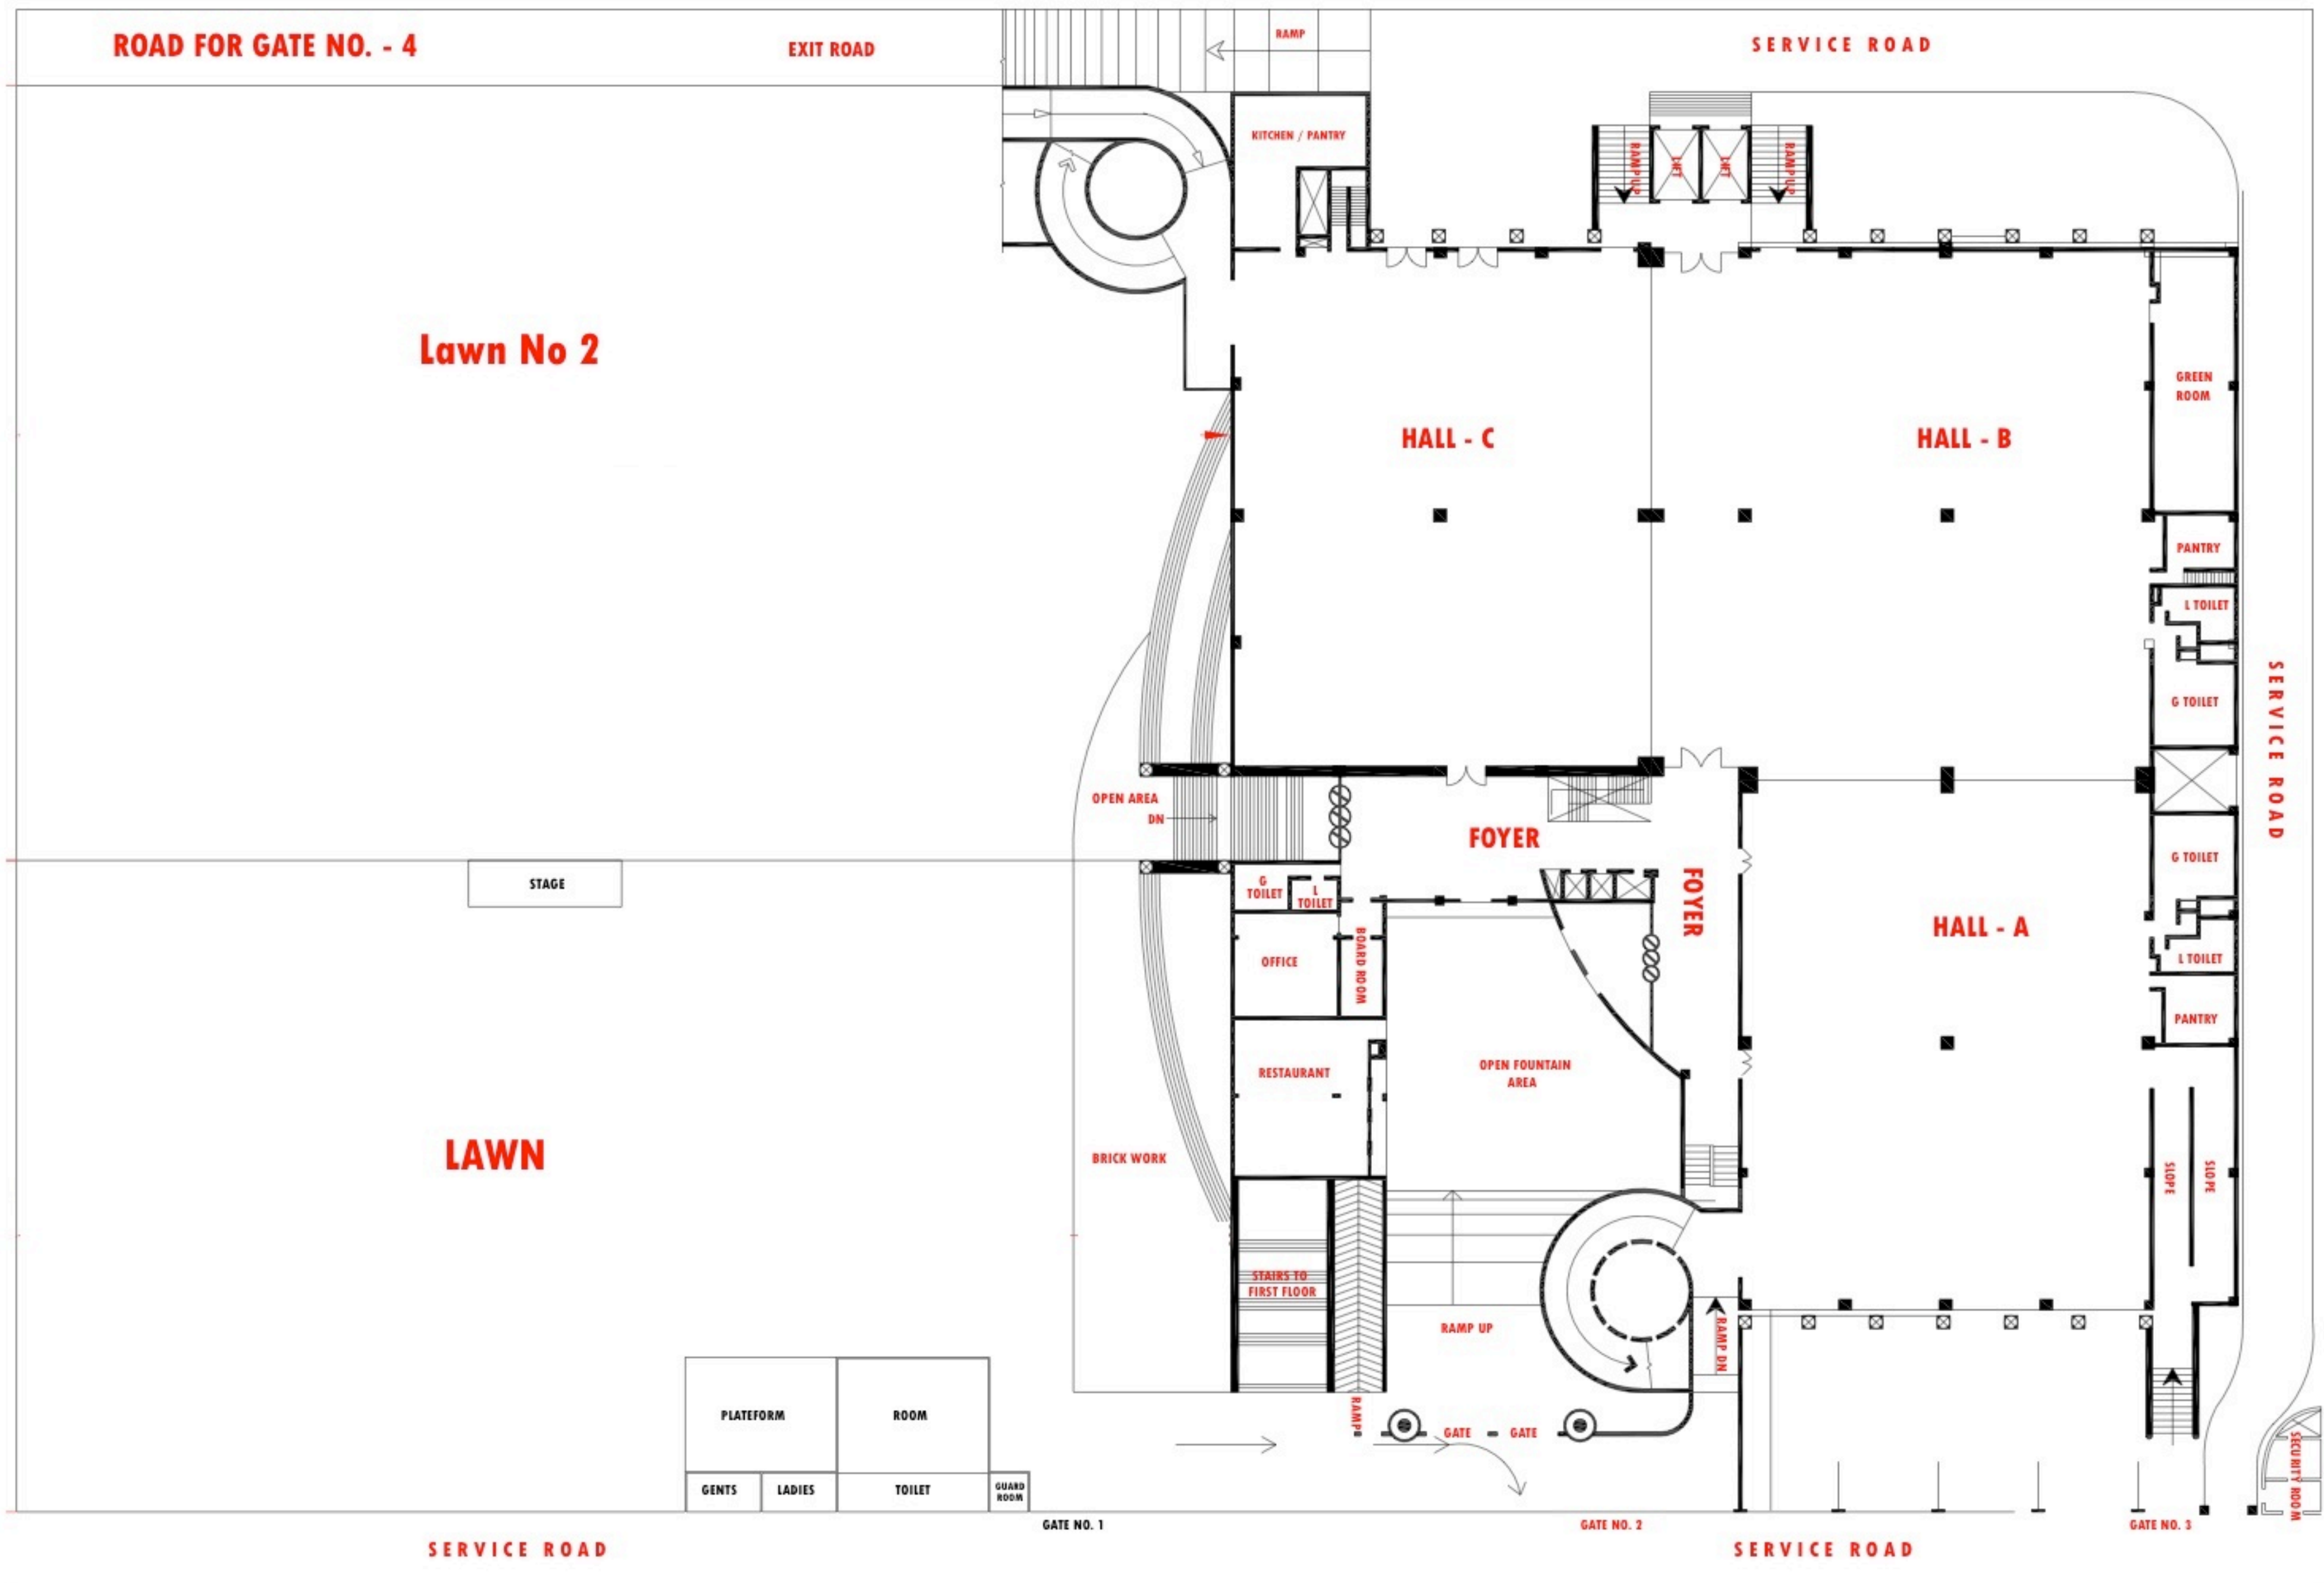 ROAD FOR GATE NO. - 4
EXIT ROAD
RAMP
SERVICE ROAD
KITCHEN / PANTRY
RAMP UP
LIFT
LIFT
RAMP UP
Lawn No 2
HALL - C
HALL - B
GREEN
ROOM
PANTRY
L TOILET
G TOILET
SERVICE ROAD
OPEN AREA
DN
FOYER
FOYER
STAGE
G
TOILET
L
TOILET
G TOILET
HALL - A
BOARD ROOM
OFFICE
L TOILET
PANTRY
RESTAURANT
OPEN FOUNTAIN
AREA
LAWN
BRICK WORK
SLOPE
SLOPE
STAIRS TO
FIRST FLOOR
RAMP UP
RAMP DN
RAMP
PLATEFORM
ROOM
GATE
GATE
GENTS
LADIES
TOILET
GUARD
ROOM
SECURITY ROOM
GATE NO. 1
GATE NO. 2
GATE NO. 3
SERVICE ROAD
SERVICE ROAD